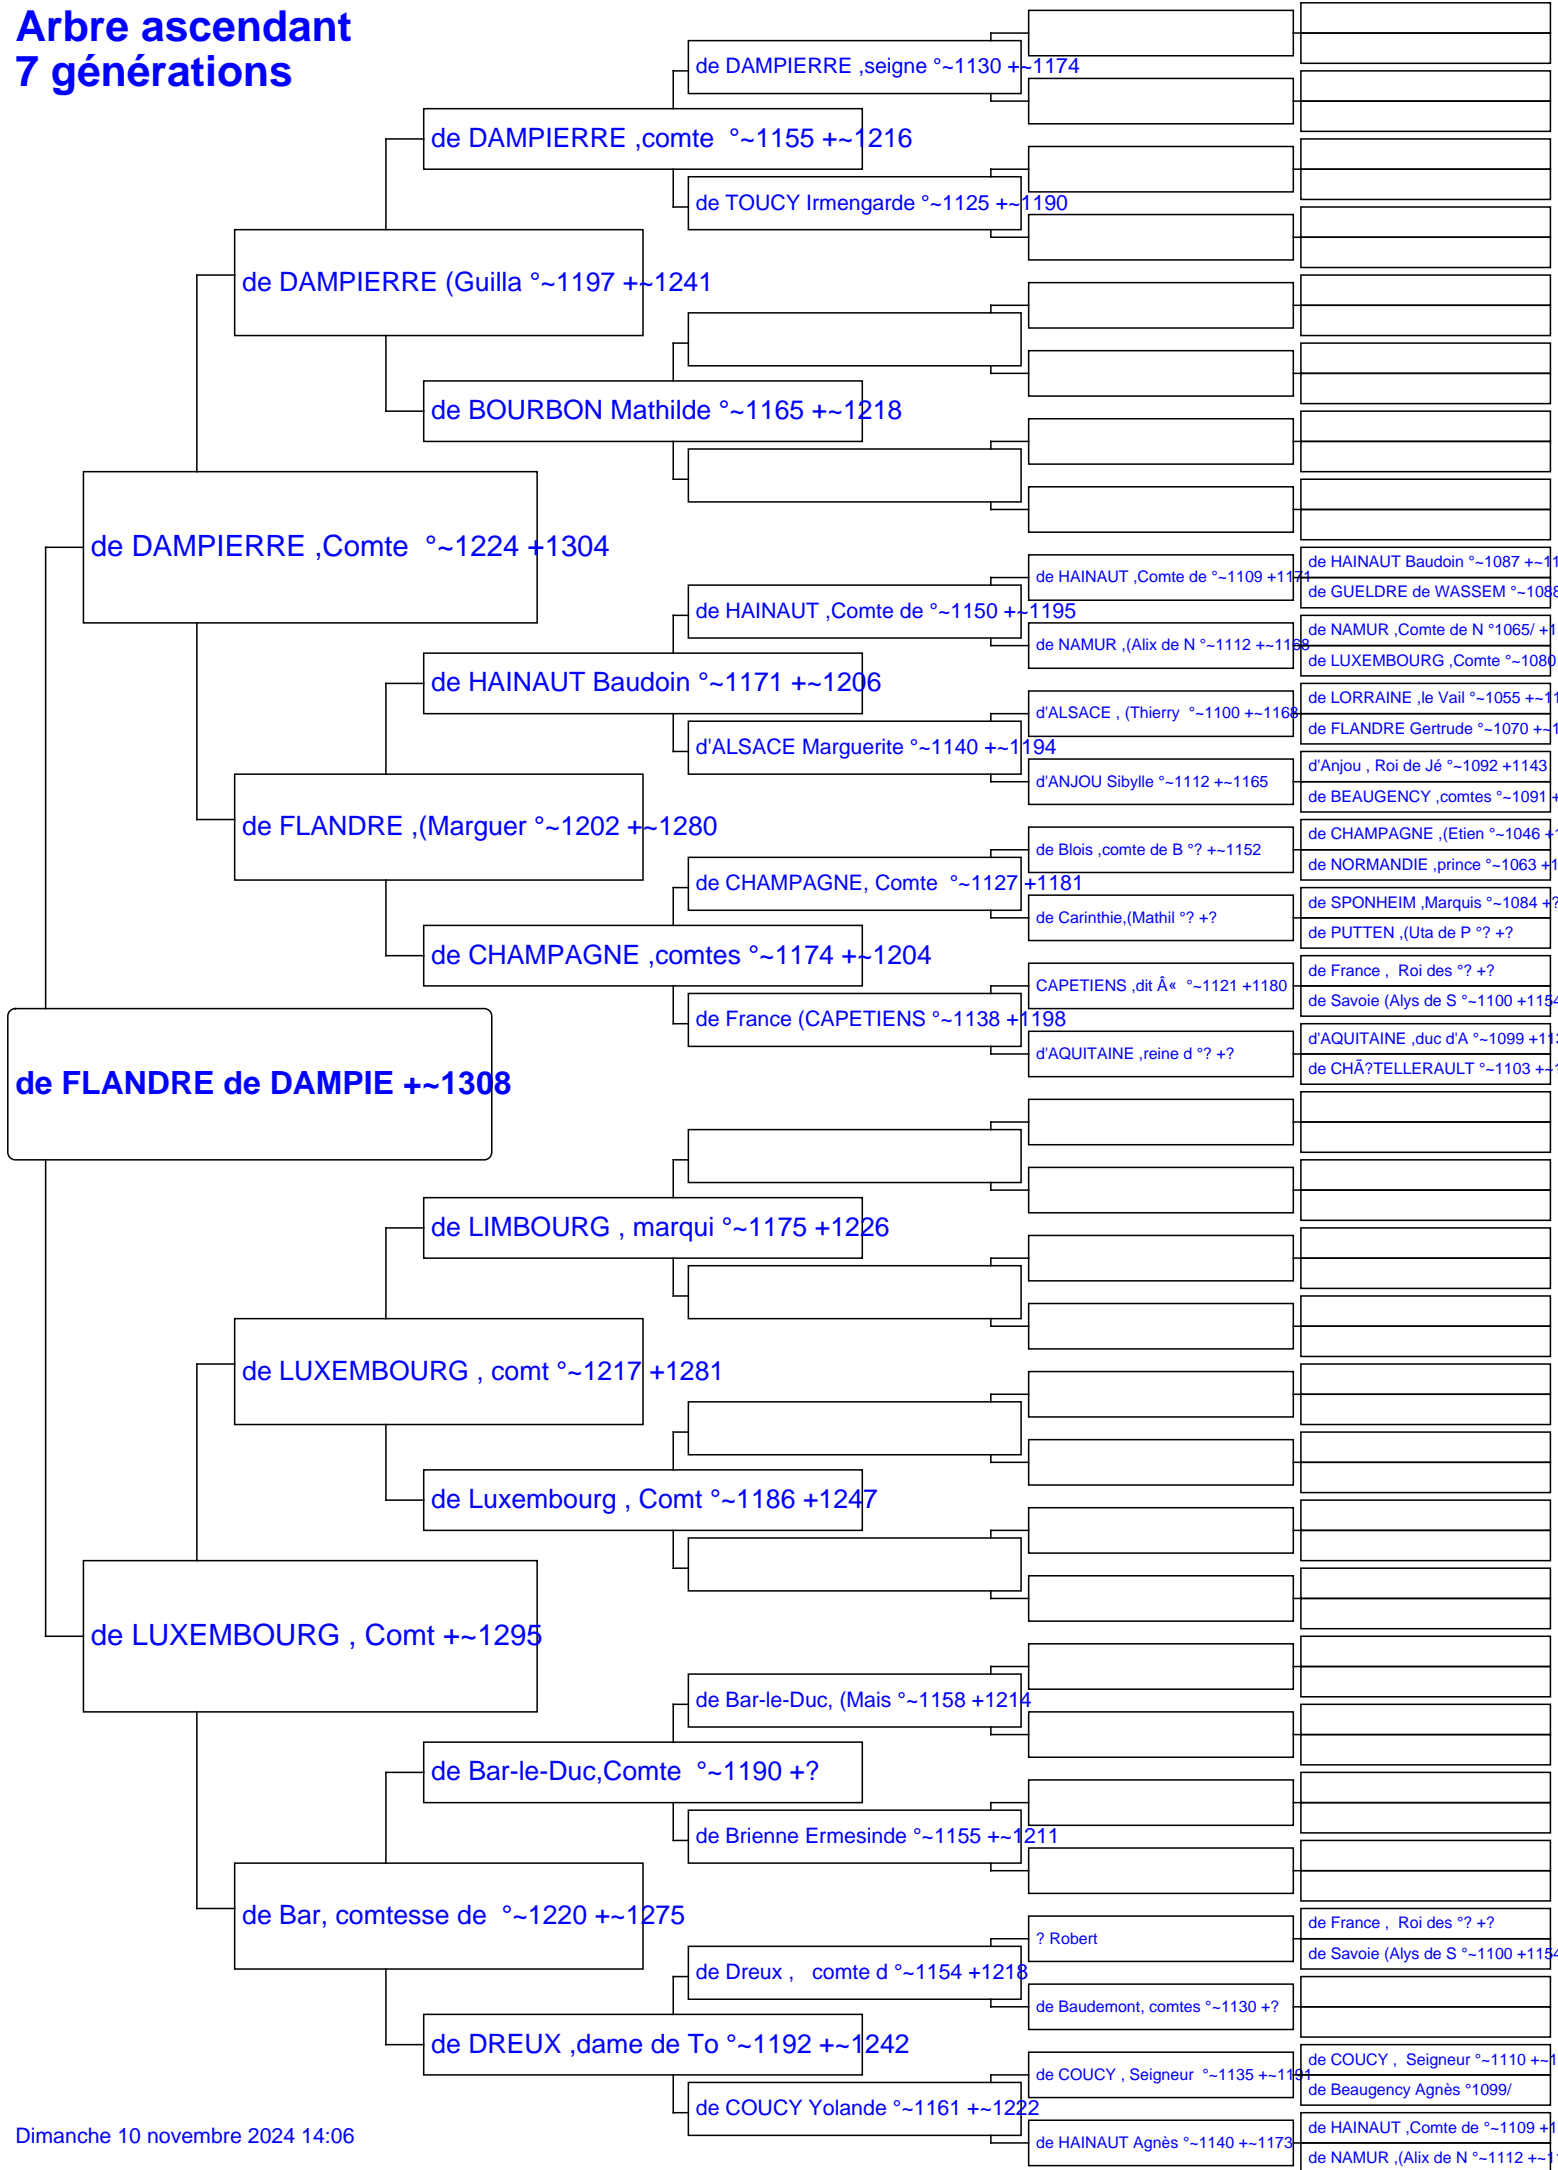 Arbre ascendant
7 générations
de DAMPIERRE ,seigne °~1130 +~1174
de DAMPIERRE ,comte °~1155 +~1216
de TOUCY Irmengarde °~1125 +~1190
de DAMPIERRE (Guilla °~1197 +~1241
de BOURBON Mathilde °~1165 +~1218
de DAMPIERRE ,Comte °~1224 +1304
de HAINAUT Baudoin °~1087 +~11
de HAINAUT ,Comte de °~1109 +1171
de GUELDRE de WASSEM °~1088
de HAINAUT ,Comte de °~1150 +~1195
de NAMUR ,Comte de N °1065/ +1
de NAMUR ,(Alix de N °~1112 +~1168
de LUXEMBOURG ,Comte °~1080
de HAINAUT Baudoin °~1171 +~1206
de LORRAINE ,le Vail °~1055 +~11
d'ALSACE , (Thierry °~1100 +~1168
de FLANDRE Gertrude °~1070 +~1
d'ALSACE Marguerite °~1140 +~1194
d'Anjou , Roi de Jé °~1092 +1143
d'ANJOU Sibylle °~1112 +~1165
de BEAUGENCY ,comtes °~1091 +
de FLANDRE ,(Marguer °~1202 +~1280
de CHAMPAGNE ,(Etien °~1046 +1
de Blois ,comte de B °? +~1152
de NORMANDIE ,prince °~1063 +1
de CHAMPAGNE, Comte °~1127 +1181
de SPONHEIM ,Marquis °~1084 +?
de Carinthie,(Mathil °? +?
de PUTTEN ,(Uta de P °? +?
de CHAMPAGNE ,comtes °~1174 +~1204
de France , Roi des °? +?
CAPETIENS ,dit Â« °~1121 +1180
de Savoie (Alys de S °~1100 +1154
de France (CAPETIENS °~1138 +1198
d'AQUITAINE ,duc d'A °~1099 +113
d'AQUITAINE ,reine d °? +?
de CHÃ?TELLERAULT °~1103 +~1
de FLANDRE de DAMPIE +~1308
de LIMBOURG , marqui °~1175 +1226
de LUXEMBOURG , comt °~1217 +1281
de Luxembourg , Comt °~1186 +1247
de LUXEMBOURG , Comt +~1295
de Bar-le-Duc, (Mais °~1158 +1214
de Bar-le-Duc,Comte °~1190 +?
de Brienne Ermesinde °~1155 +~1211
de Bar, comtesse de °~1220 +~1275
de France , Roi des °? +?
? Robert
de Savoie (Alys de S °~1100 +1154
de Dreux , comte d °~1154 +1218
de Baudemont, comtes °~1130 +?
de DREUX ,dame de To °~1192 +~1242
de COUCY , Seigneur °~1110 +~1
de COUCY , Seigneur °~1135 +~1191
de Beaugency Agnès °1099/
de COUCY Yolande °~1161 +~1222
de HAINAUT ,Comte de °~1109 +1
de HAINAUT Agnès °~1140 +~1173
de NAMUR ,(Alix de N °~1112 +~1
Dimanche 10 novembre 2024 14:06